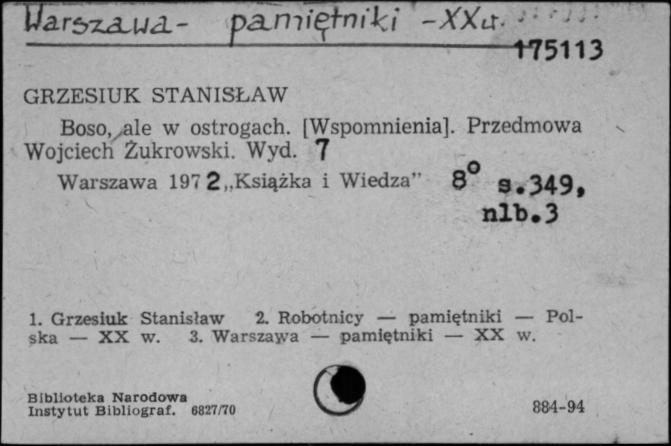 Warszawa - pamiętniki - XX w.
175113
GRZESIUK STANISŁAW
Boso, ale w ostrogach. [Wspomnienia]. Przedmowa
Wojciech Żukrowski. Wyd. 7
Warszawa 1972 „Książka i Wiedza” 8° s.349,
nlb.3
1. Grzesiuk Stanisław 2. Robotnicy — pamiętniki — Pol-
ska — XX w. 3. Warszawa — pamiętniki — XX w.
Biblioteka Narodowa
Instytut Bibliograf. 6827/70
884-94